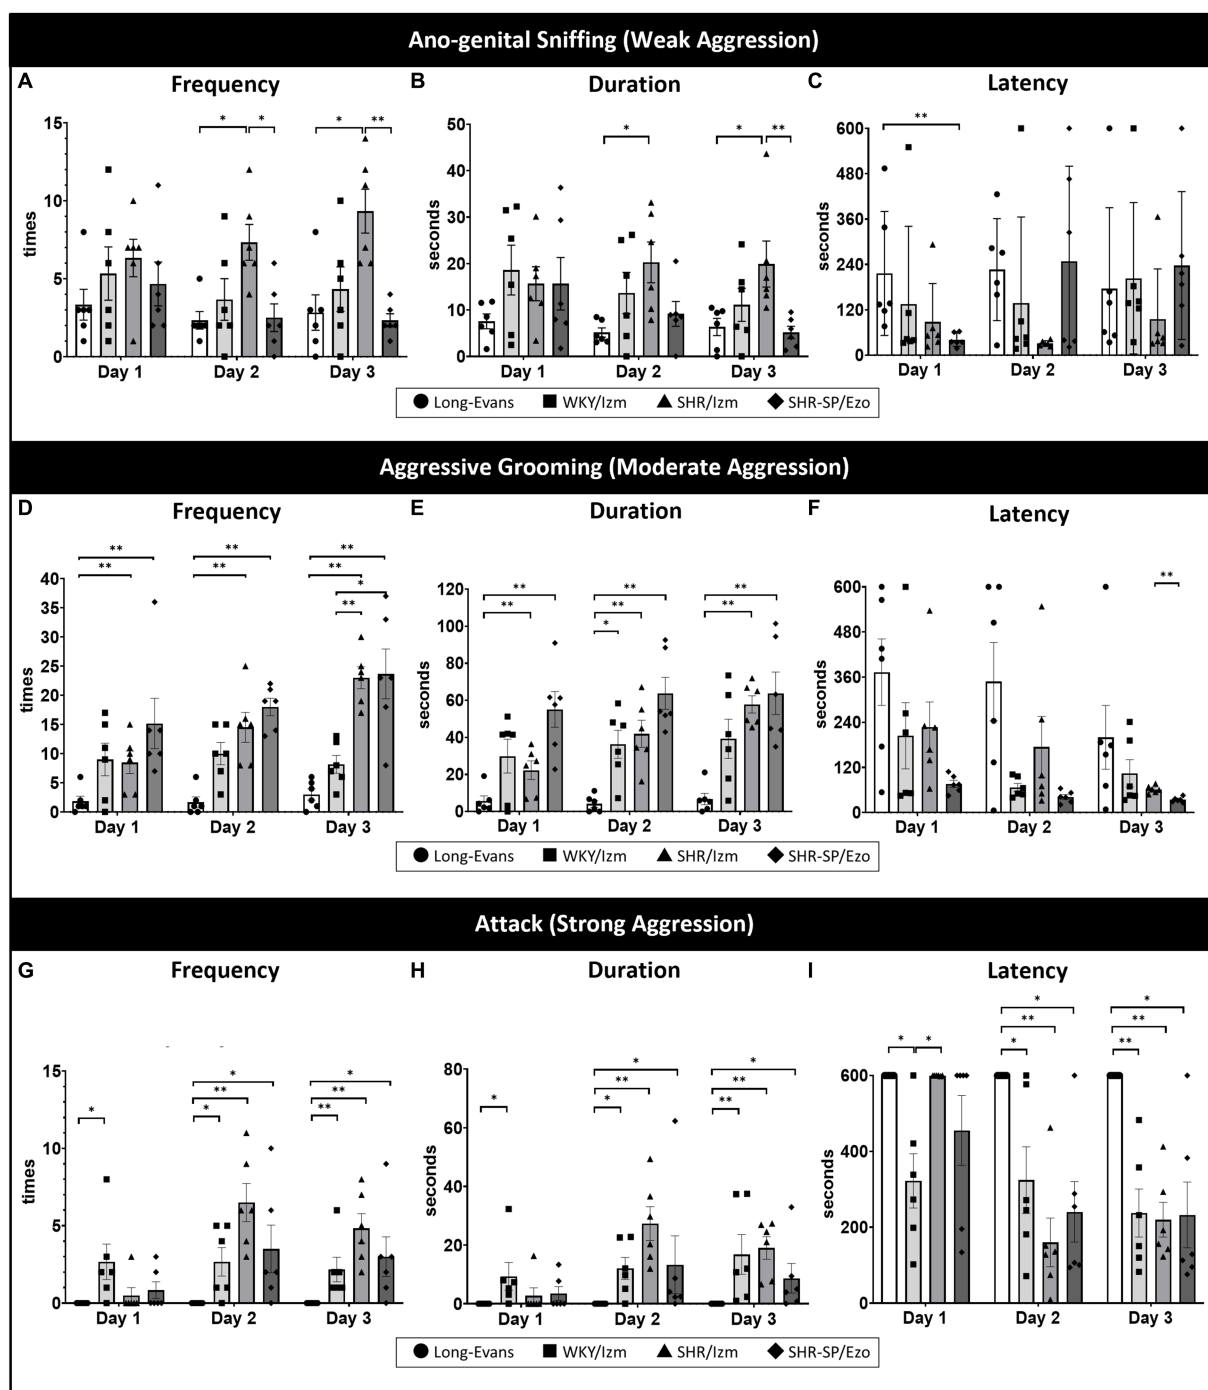 Ano-genital Sniffing (Weak Aggression)
A Frequency
* * * **
times
15
10
5
0
Day 1 Day 2 Day 3
B Duration
* * **
seconds
50
40
30
20
10
0
Day 1 Day 2 Day 3
C Latency
**
seconds
600
480
360
240
120
0
Day 1 Day 2 Day 3
Long-Evans WKY/Izm SHR/Izm SHR-SP/Ezo
Aggressive Grooming (Moderate Aggression)
D Frequency
** ** **
** ** **
*
**
times
40
35
30
25
20
15
10
5
0
Day 1 Day 2 Day 3
E Duration
** ** **
** ** **
*
seconds
120
100
80
60
40
20
0
Day 1 Day 2 Day 3
F Latency
**
seconds
600
480
360
240
120
0
Day 1 Day 2 Day 3
Long-Evans WKY/Izm SHR/Izm SHR-SP/Ezo
Attack (Strong Aggression)
G Frequency
* *
** **
* * **
times
15
10
5
0
Day 1 Day 2 Day 3
H Duration
* *
** **
* * **
seconds
80
60
40
20
0
Day 1 Day 2 Day 3
I Latency
* *
** **
* * * **
seconds
600
400
200
0
Day 1 Day 2 Day 3
Long-Evans WKY/Izm SHR/Izm SHR-SP/Ezo